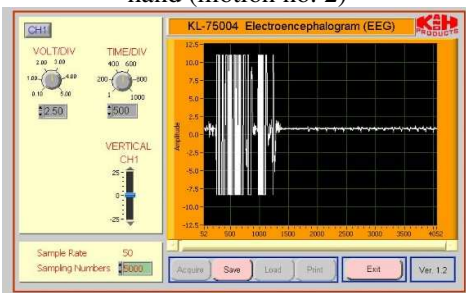 hand (motion no. 2)
CH1
KL-75004 Electroencephalogram (EEG)
K&H
PRODUCTS
VOLT/DIV
TIME/DIV
2.00 3.00
400 600
1.00 4.00
200 800
0.10 5.00
1 1000
2.50
500
VERTICAL
CH1
25
0
-25
Amplitude
12.5
10.0
7.5
5.0
2.5
0.0
-2.5
-5.0
-7.5
-10.0
-12.5
52 500 1000 1500 2000 2500 3000 3500 4052
Sample Rate 50
Sampling Numbers 5000
Acquire
Save
Load
Print
Exit
Ver. 1.2